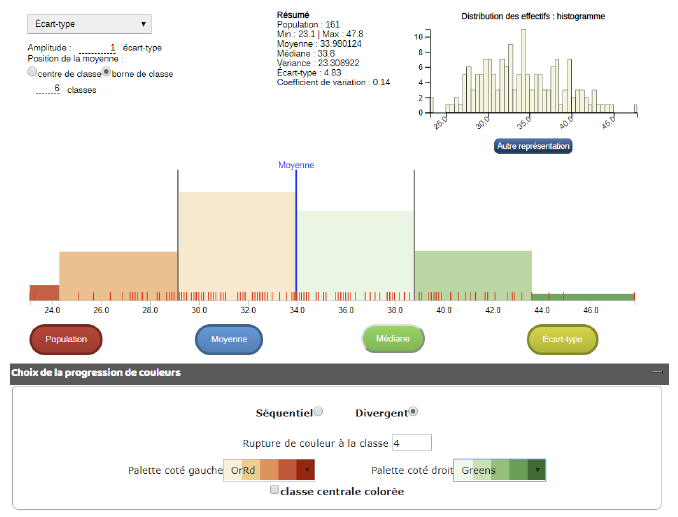 Écart-type
Amplitude : 1 écart-type
Position de la moyenne :
centre de classe borne de classe
6 classes
Résumé
Population : 161
Min : 23.1 | Max : 47.8
Moyenne : 33.980124
Médiane : 33.8
Variance : 23.308922
Écart-type : 4.83
Coefficient de variation : 0.14
Distribution des effectifs : histogramme
10
8
6
4
2
0
25.0 30.0 35.0 40.0 45.0
Autre représentation
Moyenne
24.0 26.0 28.0 30.0 32.0 34.0 36.0 38.0 40.0 42.0 44.0 46.0
Population Moyenne Médiane Écart-type
Choix de la progression de couleurs
Séquentiel Divergent
Rupture de couleur à la classe 4
Palette coté gauche OrRd Palette coté droit Greens
classe centrale colorée